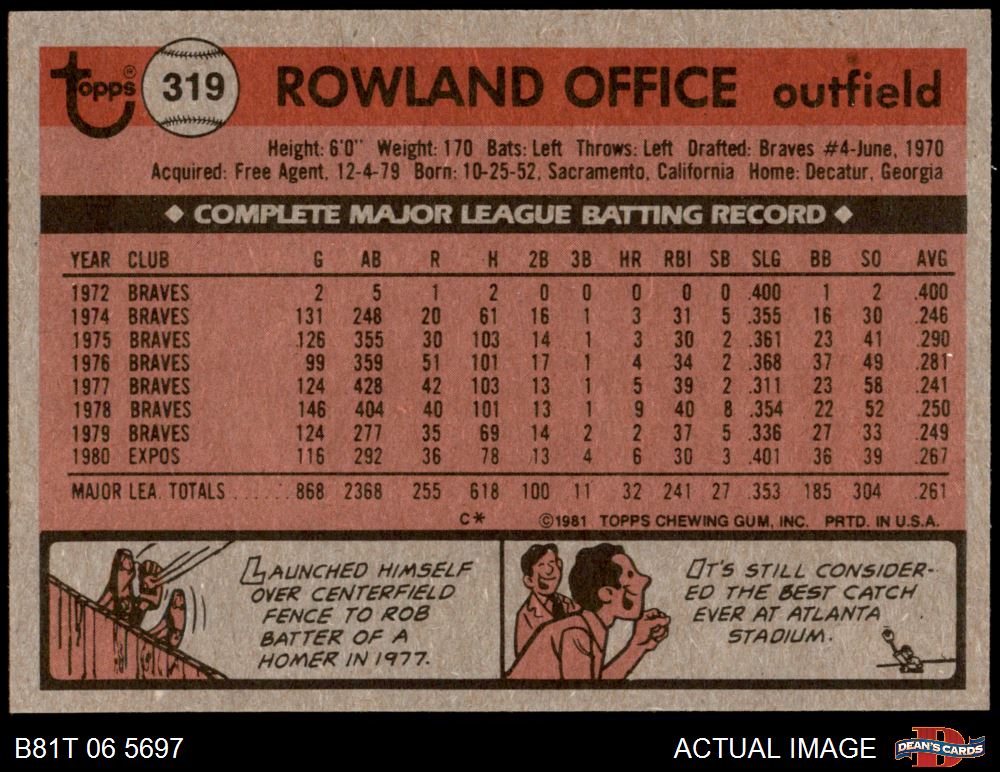 topps® 319 ROWLAND OFFICE outfield
Height: 6'0" Weight: 170 Bats: Left Throws: Left Drafted: Braves #4-June, 1970
Acquired: Free Agent, 12-4-79 Born: 10-25-52, Sacramento, California Home: Decatur, Georgia
◆ COMPLETE MAJOR LEAGUE BATTING RECORD ◆
YEAR CLUB G AB R H 2B 3B HR RBI SB SLG BB SO AVG
1972 BRAVES 2 5 1 2 0 0 0 0 0 .400 1 2 .400
1974 BRAVES 131 248 20 61 16 1 3 31 5 .355 16 30 .246
1975 BRAVES 126 355 30 103 14 1 3 30 2 .361 23 41 .290
1976 BRAVES 99 359 51 101 17 1 4 34 2 .368 37 49 .281
1977 BRAVES 124 428 42 103 13 1 5 39 2 .311 23 58 .241
1978 BRAVES 146 404 40 101 13 1 9 40 8 .354 22 52 .250
1979 BRAVES 124 277 35 69 14 2 2 37 5 .336 27 33 .249
1980 EXPOS 116 292 36 78 13 4 6 30 3 .401 36 39 .267
MAJOR LEA. TOTALS ...... 868 2368 255 618 100 11 32 241 27 .353 185 304 .261
C* ©1981 TOPPS CHEWING GUM, INC. PRTD. IN U.S.A.
LAUNCHED HIMSELF
OVER CENTERFIELD
FENCE TO ROB
BATTER OF A
HOMER IN 1977.
IT'S STILL CONSIDER-
ED THE BEST CATCH
EVER AT ATLANTA
STADIUM.
B81T 06 5697 ACTUAL IMAGE D DEAN'S CARDS